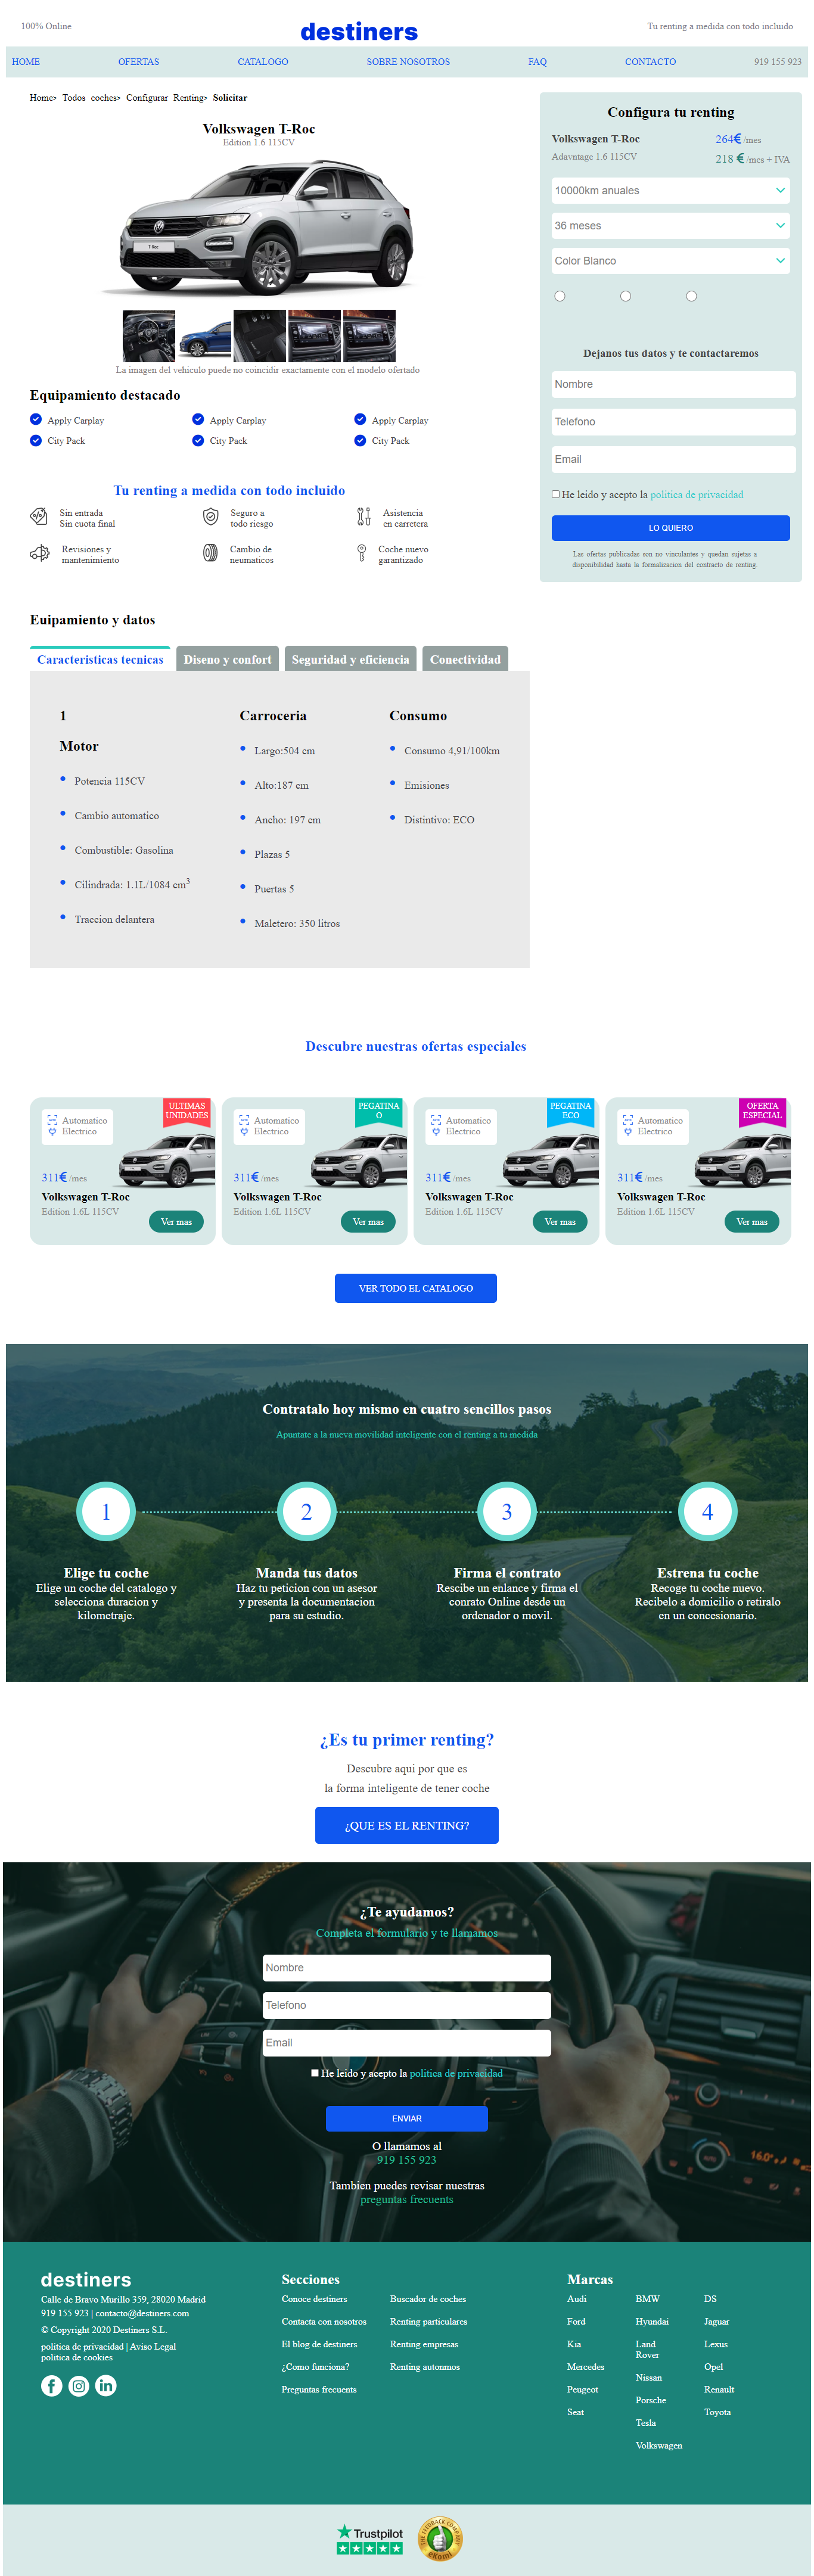 100% Online
destiners
Tu renting a medida con todo incluido
HOME OFERTAS CATALOGO SOBRE NOSOTROS FAQ CONTACTO 919 155 923
Home> Todos coches> Configurar Renting> Solicitar
Volkswagen T-Roc
Edition 1.6 115CV
T-Roc
La imagen del vehiculo puede no coincidir exactamente con el modelo ofertado
Equipamiento destacado
Apply Carplay Apply Carplay Apply Carplay
City Pack City Pack City Pack
Tu renting a medida con todo incluido
Sin entrada
Sin cuota final
Seguro a
todo riesgo
Asistencia
en carretera
Revisiones y
mantenimiento
Cambio de
neumaticos
Coche nuevo
garantizado
Configura tu renting
Volkswagen T-Roc 264€/mes
Adavntage 1.6 115CV 218 €/mes + IVA
10000km anuales
36 meses
Color Blanco
Dejanos tus datos y te contactaremos
Nombre
Telefono
Email
He leido y acepto la politica de privacidad
LO QUIERO
Las ofertas publicadas son no vinculantes y quedan sujetas a
disponibilidad hasta la formalizacion del contracto de renting.
Euipamiento y datos
Caracteristicas tecnicas Diseno y confort Seguridad y eficiencia Conectividad
1
Motor
Potencia 115CV
Cambio automatico
Combustible: Gasolina
Cilindrada: 1.1L/1084 cm³
Traccion delantera
Carroceria
Largo:504 cm
Alto:187 cm
Ancho: 197 cm
Plazas 5
Puertas 5
Maletero: 350 litros
Consumo
Consumo 4,91/100km
Emisiones
Distintivo: ECO
Descubre nuestras ofertas especiales
ULTIMAS
UNIDADES
Automatico
Electrico
311€/mes
Volkswagen T-Roc
Edition 1.6L 115CV
Ver mas
PEGATINA
O
Automatico
Electrico
311€/mes
Volkswagen T-Roc
Edition 1.6L 115CV
Ver mas
PEGATINA
ECO
Automatico
Electrico
311€/mes
Volkswagen T-Roc
Edition 1.6L 115CV
Ver mas
OFERTA
ESPECIAL
Automatico
Electrico
311€/mes
Volkswagen T-Roc
Edition 1.6L 115CV
Ver mas
VER TODO EL CATALOGO
Contratalo hoy mismo en cuatro sencillos pasos
Apuntate a la nueva movilidad inteligente con el renting a tu medida
1
Elige tu coche
Elige un coche del catalogo y
selecciona duracion y
kilometraje.
2
Manda tus datos
Haz tu peticion con un asesor
y presenta la documentacion
para su estudio.
3
Firma el contrato
Rescibe un enlance y firma el
conrato Online desde un
ordenador o movil.
4
Estrena tu coche
Recoge tu coche nuevo.
Recibelo a domicilio o retiralo
en un concesionario.
¿Es tu primer renting?
Descubre aqui por que es
la forma inteligente de tener coche
¿QUE ES EL RENTING?
¿Te ayudamos?
Completa el formulario y te llamamos
Nombre
Telefono
Email
He leido y acepto la politica de privacidad
ENVIAR
O llamamos al
919 155 923
Tambien puedes revisar nuestras
preguntas frecuents
16.0°
AUTO
destiners
Calle de Bravo Murillo 359, 28020 Madrid
919 155 923 | contacto@destiners.com
© Copyright 2020 Destiners S.L.
politica de privacidad | Aviso Legal
politica de cookies
Secciones
Conoce destiners
Contacta con nosotros
El blog de destiners
¿Como funciona?
Preguntas frecuents
Buscador de coches
Renting particulares
Renting empresas
Renting autonmos
Marcas
Audi
Ford
Kia
Mercedes
Peugeot
Seat
BMW
Hyundai
Land
Rover
Nissan
Porsche
Tesla
Volkswagen
DS
Jaguar
Lexus
Opel
Renault
Toyota
Trustpilot
THE FEEDBACK COMPANY
eKomi